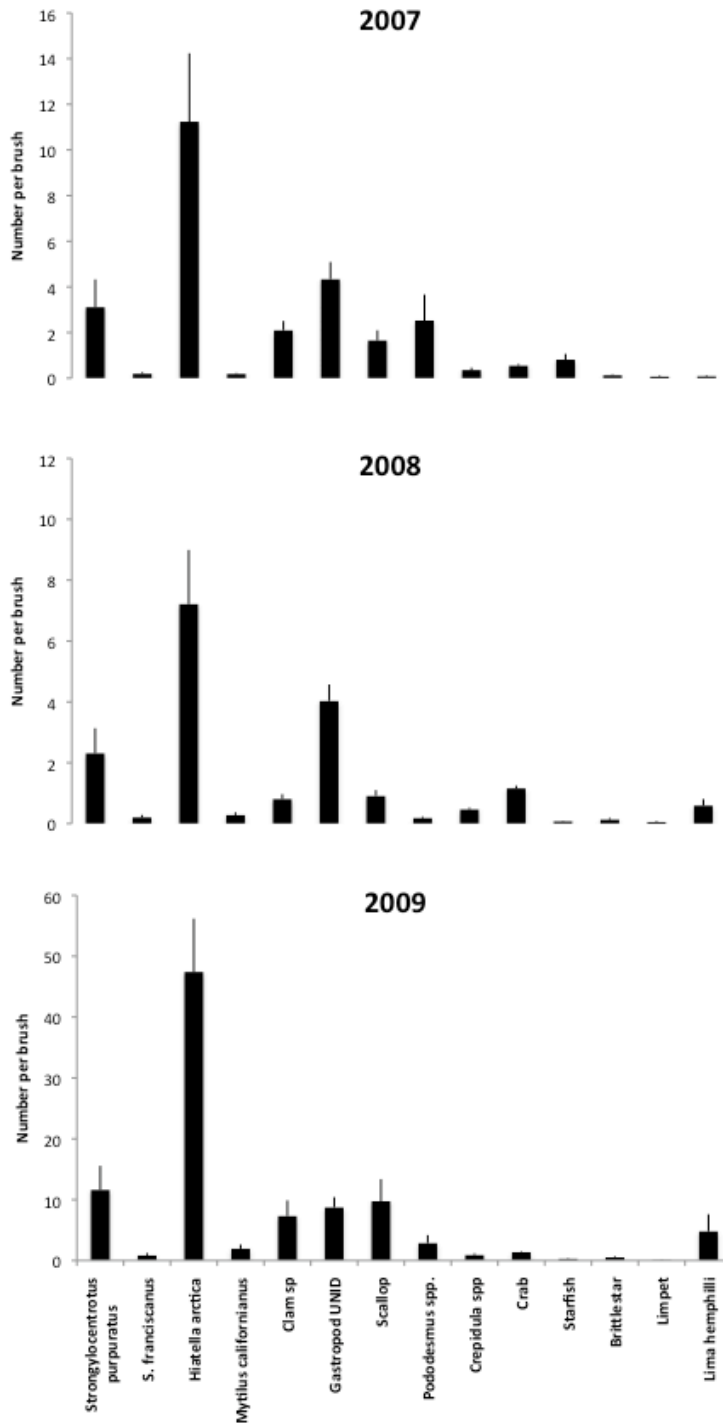 2007
Number per brush
16
14
12
10
8
6
4
2
0
2008
Number per brush
12
10
8
6
4
2
0
2009
Number per brush
60
50
40
30
20
10
0
Strongylocentrotus
purpuratus
S. franciscanus
Hiatella arctica
Mytilus californianus
Clam sp
Gastropod UNID
Scallop
Pododesmus spp.
Crepidula spp
Crab
Starfish
Brittlestar
Limpet
Lima hemphilli